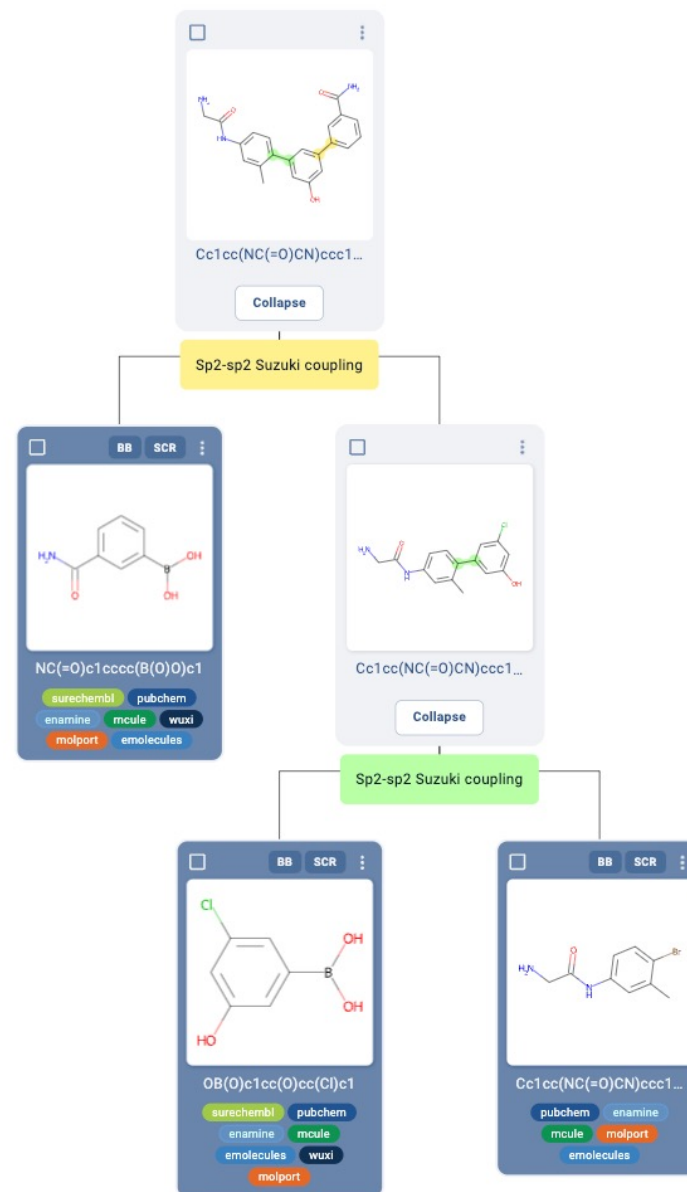 NH₂
O
HN
O
NH₂
OH
Cc1cc(NC(=O)CN)ccc1...
Collapse
Sp2-sp2 Suzuki coupling
BB SCR
H₂N
O
B
OH
OH
NC(=O)c1cccc(B(O)O)c1
surechembl pubchem
enamine mcule wuxi
molport emolecules
Cl
H₂N
O
N
H
OH
Cc1cc(NC(=O)CN)ccc1...
Collapse
Sp2-sp2 Suzuki coupling
BB SCR
Cl
OH
B
OH
HO
OB(O)c1cc(O)cc(Cl)c1
surechembl pubchem
enamine mcule
emolecules wuxi
molport
BB SCR
O
Br
H₂N
N
H
Cc1cc(NC(=O)CN)ccc1...
pubchem enamine
mcule molport
emolecules